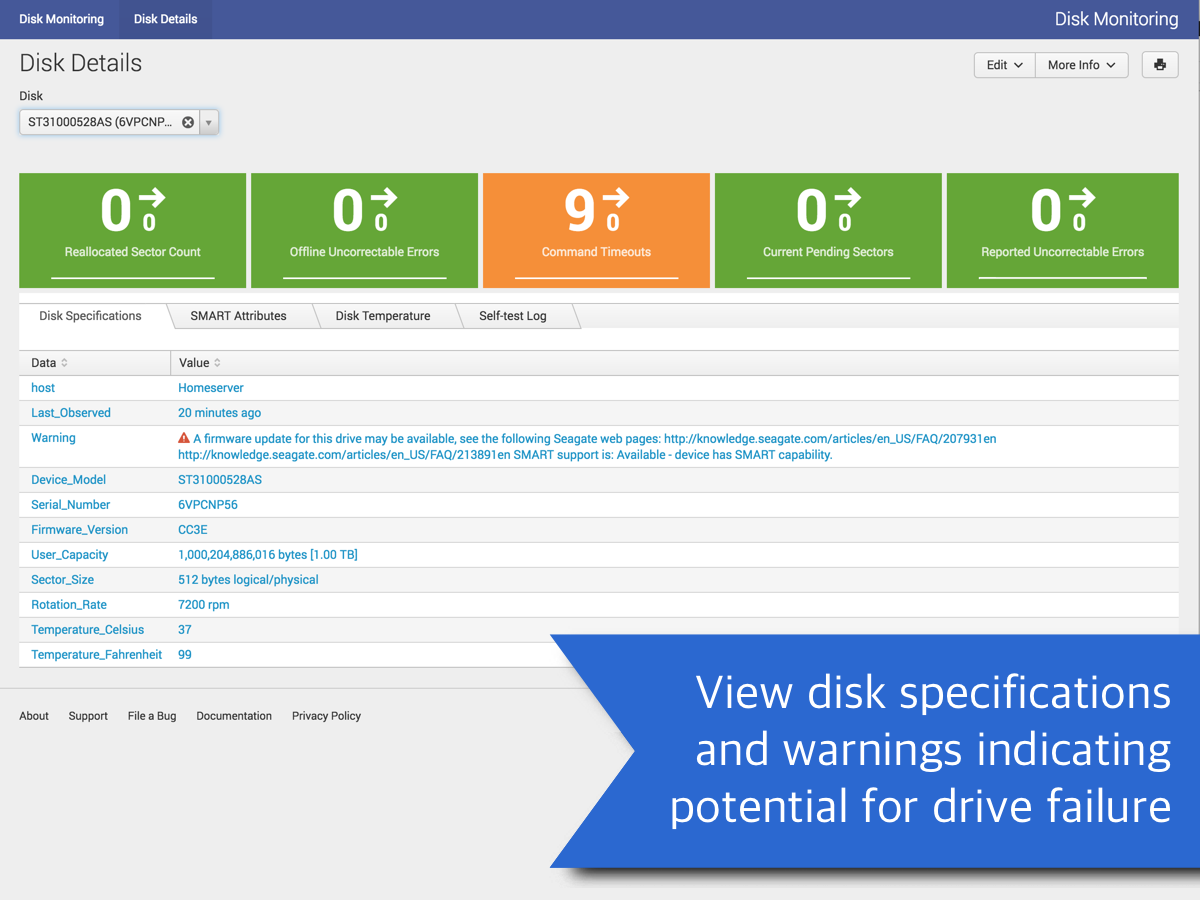 Disk Monitoring Disk Details Disk Monitoring
Disk Details
Edit More Info
Disk
ST31000528AS (6VPCNP...
0 0 0 0 9 0 0 0 0 0
Reallocated Sector Count Offline Uncorrectable Errors Command Timeouts Current Pending Sectors Reported Uncorrectable Errors
Disk Specifications SMART Attributes Disk Temperature Self-test Log
Data Value
host Homeserver
Last_Observed 20 minutes ago
Warning A firmware update for this drive may be available, see the following Seagate web pages: http://knowledge.seagate.com/articles/en_US/FAQ/207931en
http://knowledge.seagate.com/articles/en_US/FAQ/213891en SMART support is: Available - device has SMART capability.
Device_Model ST31000528AS
Serial_Number 6VPCNP56
Firmware_Version CC3E
User_Capacity 1,000,204,886,016 bytes [1.00 TB]
Sector_Size 512 bytes logical/physical
Rotation_Rate 7200 rpm
Temperature_Celsius 37
Temperature_Fahrenheit 99
About Support File a Bug Documentation Privacy Policy
View disk specifications
and warnings indicating
potential for drive failure